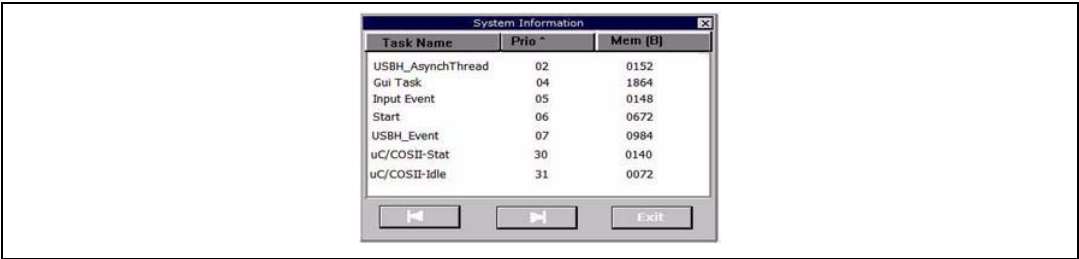 System Information
Task Name Prio ^ Mem (B)
USBH_AsynchThread 02 0152
Gui Task 04 1864
Input Event 05 0148
Start 06 0672
USBH_Event 07 0984
uC/COSII-Stat 30 0140
uC/COSII-Idle 31 0072
Exit